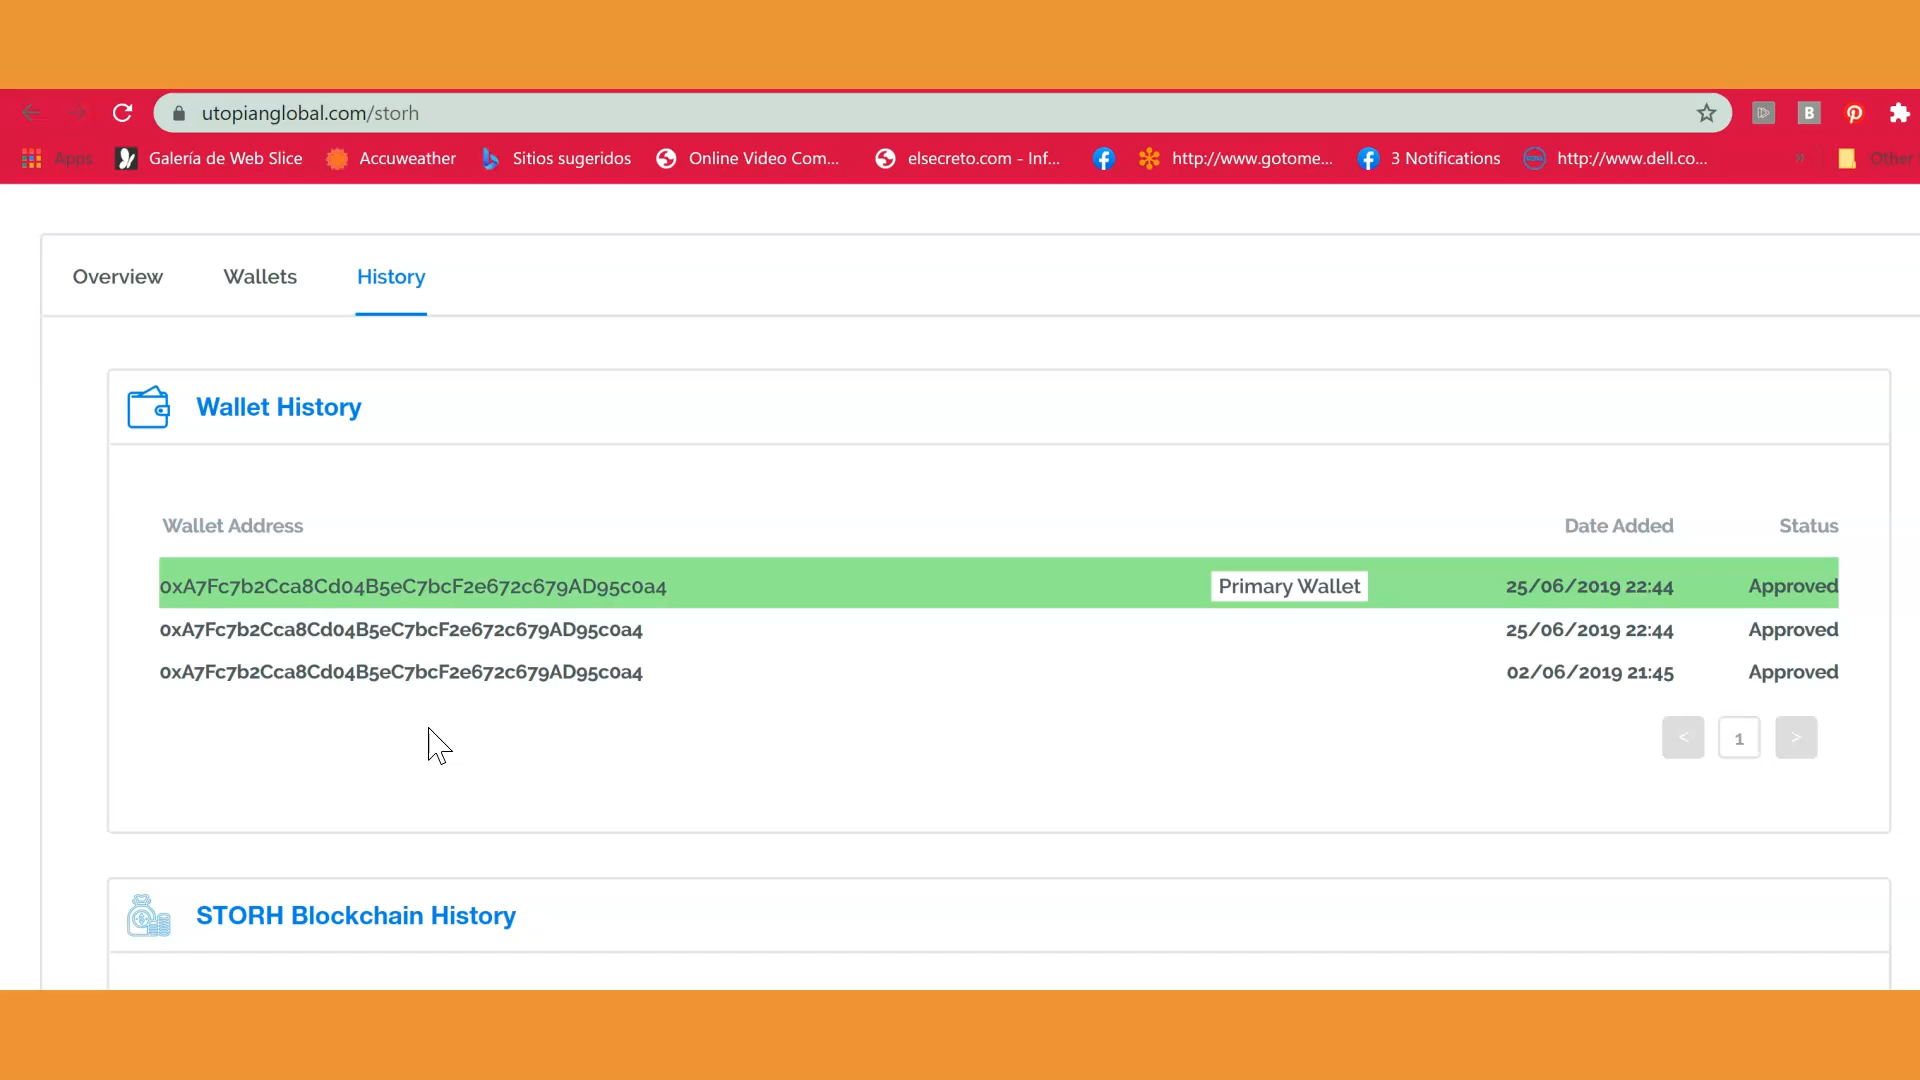 utopianglobal.com/storh
Apps Galería de Web Slice Accuweather Sitios sugeridos Online Video Com... elsecreto.com - Inf... http://www.gotome... 3 Notifications http://www.dell.co... » Other
Overview Wallets History
Wallet History
Wallet Address Date Added Status
0xA7Fc7b2Cca8Cd04B5eC7bcF2e672c679AD95c0a4 Primary Wallet 25/06/2019 22:44 Approved
0xA7Fc7b2Cca8Cd04B5eC7bcF2e672c679AD95c0a4 25/06/2019 22:44 Approved
0xA7Fc7b2Cca8Cd04B5eC7bcF2e672c679AD95c0a4 02/06/2019 21:45 Approved
< 1 >
STORH Blockchain History